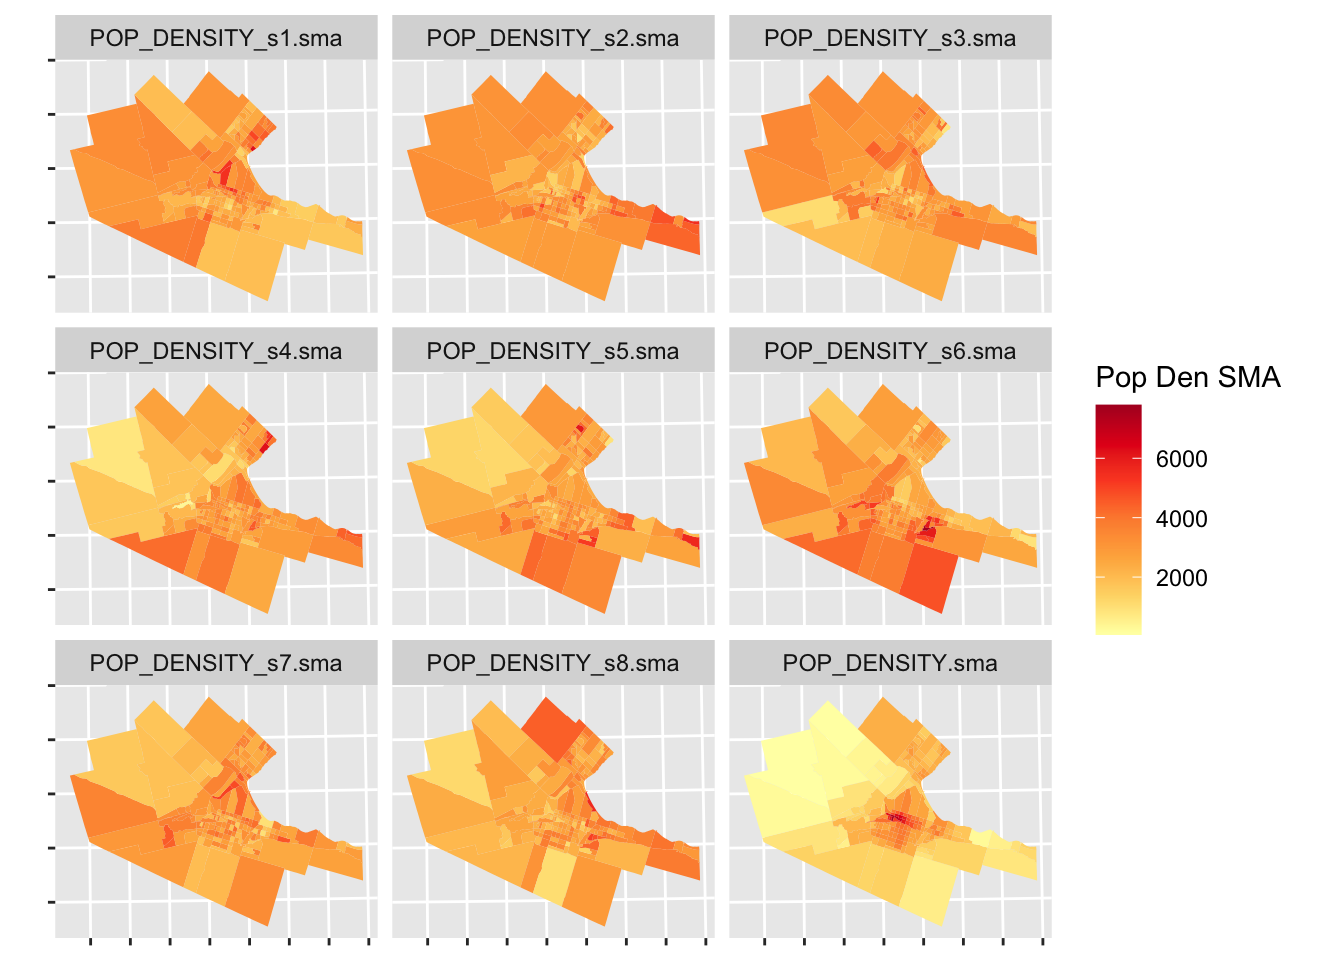 POP_DENSITY_s1.sma
POP_DENSITY_s2.sma
POP_DENSITY_s3.sma
POP_DENSITY_s4.sma
POP_DENSITY_s5.sma
POP_DENSITY_s6.sma
Pop Den SMA
6000
4000
2000
POP_DENSITY_s7.sma
POP_DENSITY_s8.sma
POP_DENSITY.sma